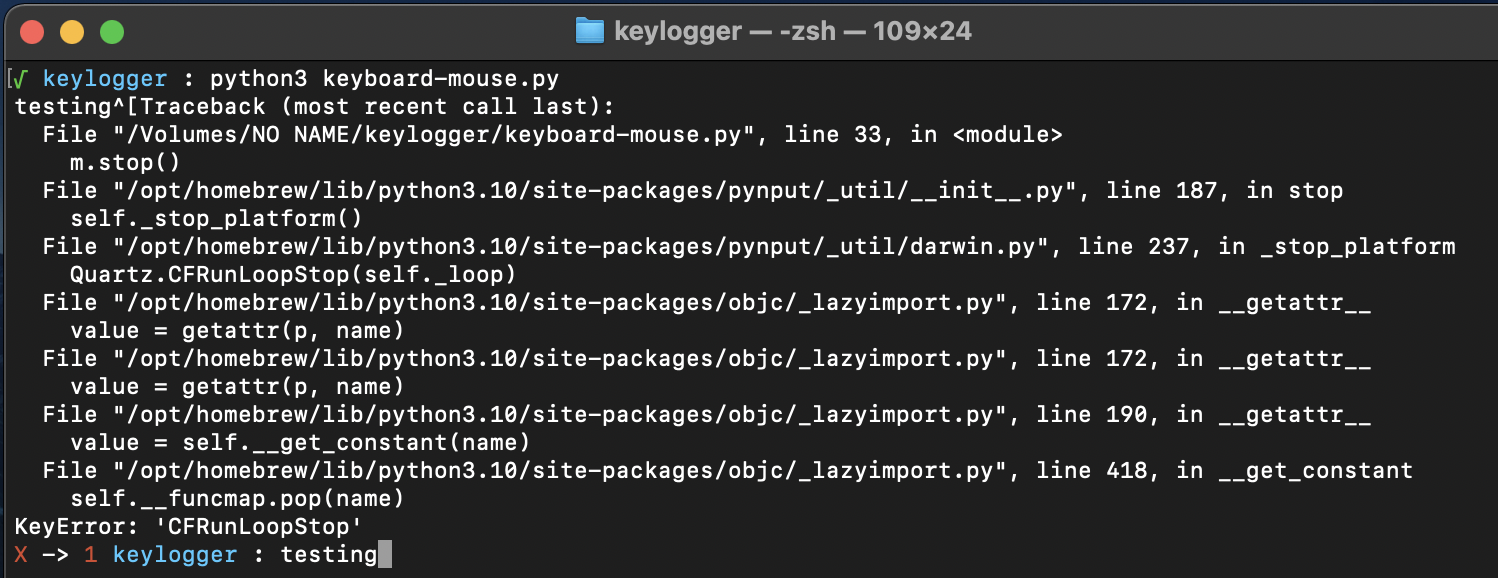 keylogger — -zsh — 109×24
[√ keylogger : python3 keyboard-mouse.py
testing^[Traceback (most recent call last):
  File "/Volumes/NO NAME/keylogger/keyboard-mouse.py", line 33, in <module>
    m.stop()
  File "/opt/homebrew/lib/python3.10/site-packages/pynput/_util/__init__.py", line 187, in stop
    self._stop_platform()
  File "/opt/homebrew/lib/python3.10/site-packages/pynput/_util/darwin.py", line 237, in _stop_platform
    Quartz.CFRunLoopStop(self._loop)
  File "/opt/homebrew/lib/python3.10/site-packages/objc/_lazyimport.py", line 172, in __getattr__
    value = getattr(p, name)
  File "/opt/homebrew/lib/python3.10/site-packages/objc/_lazyimport.py", line 172, in __getattr__
    value = getattr(p, name)
  File "/opt/homebrew/lib/python3.10/site-packages/objc/_lazyimport.py", line 190, in __getattr__
    value = self.__get_constant(name)
  File "/opt/homebrew/lib/python3.10/site-packages/objc/_lazyimport.py", line 418, in __get_constant
    self.__funcmap.pop(name)
KeyError: 'CFRunLoopStop'
X -> 1 keylogger : testing